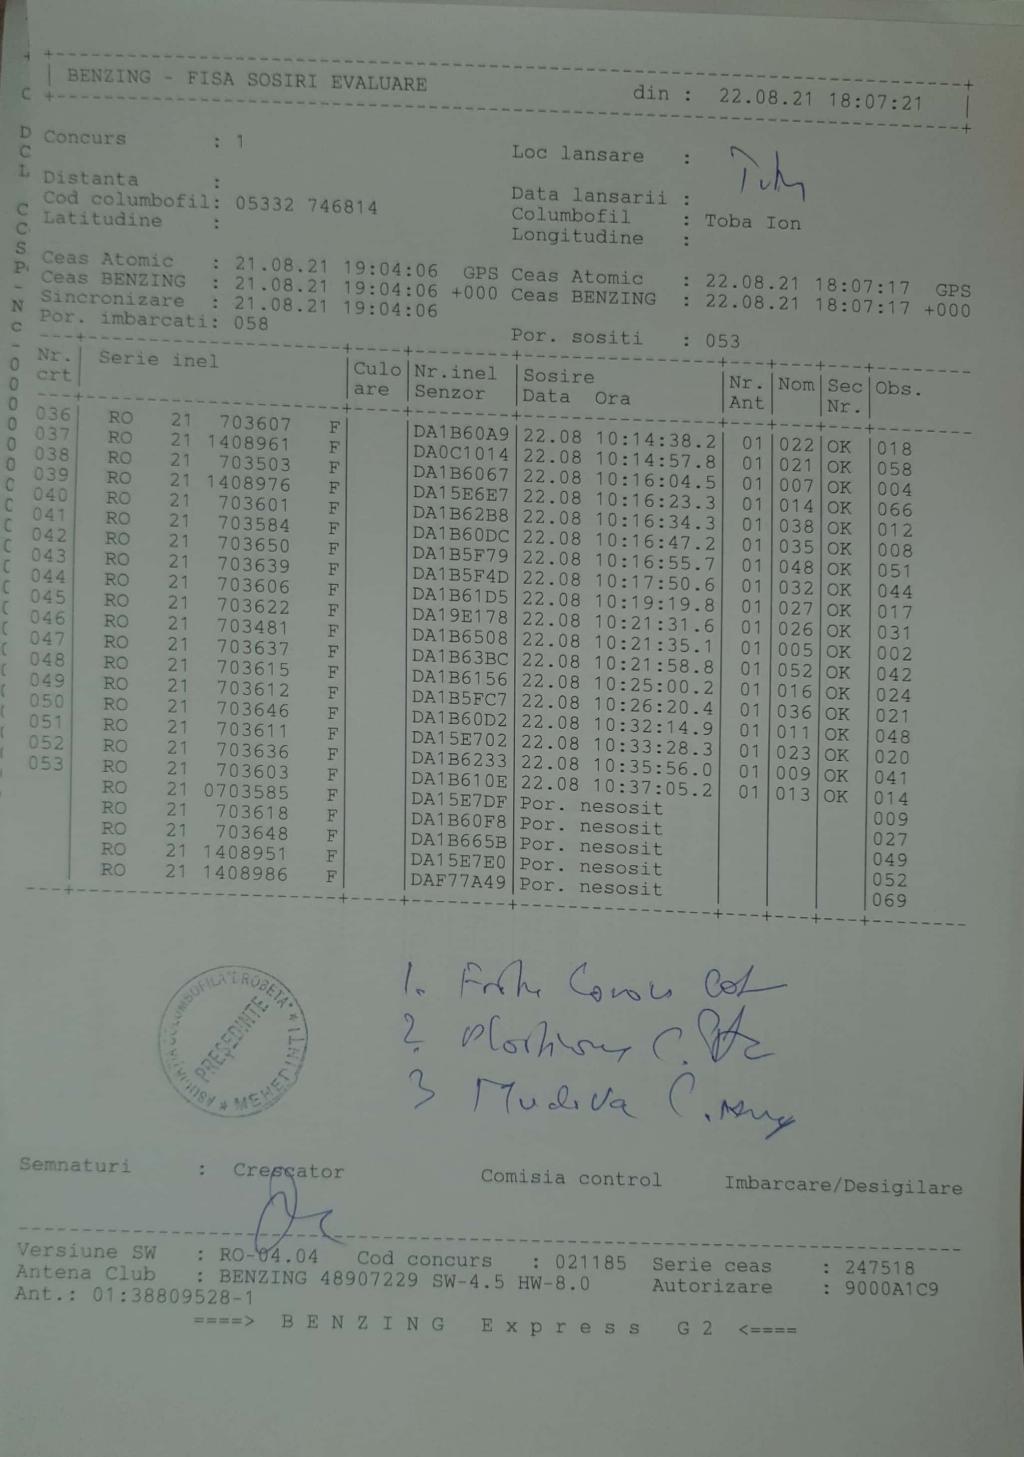 BENZING - FISA SOSIRI EVALUARE din : 22.08.21 18:07:21
Concurs : 1 Loc lansare :
Distanta : Data lansarii :
Cod columbofil: 05332 746814 Columbofil : Toba Ion
Latitudine : Longitudine :
Ceas Atomic : 21.08.21 19:04:06 GPS Ceas Atomic : 22.08.21 18:07:17 GPS
Ceas BENZING : 21.08.21 19:04:06 +000 Ceas BENZING : 22.08.21 18:07:17 +000
Sincronizare : 21.08.21 19:04:06
Por. imbarcati: 058 Por. sositi : 053
Nr. Serie inel Culo Nr.inel Sosire Nr. Nom Sec Obs.
crt are Senzor Data Ora Ant Nr.
036 RO 21 703607 F DA1B60A9 22.08 10:14:38.2 01 022 OK 018
037 RO 21 1408961 F DA0C1014 22.08 10:14:57.8 01 021 OK 058
038 RO 21 703503 F DA1B6067 22.08 10:16:04.5 01 007 OK 004
039 RO 21 1408976 F DA15E6E7 22.08 10:16:23.3 01 014 OK 066
040 RO 21 703601 F DA1B62B8 22.08 10:16:34.3 01 038 OK 012
041 RO 21 703584 F DA1B60DC 22.08 10:16:47.2 01 035 OK 008
042 RO 21 703650 F DA1B5F79 22.08 10:16:55.7 01 048 OK 051
043 RO 21 703639 F DA1B5F4D 22.08 10:17:50.6 01 032 OK 044
044 RO 21 703606 F DA1B61D5 22.08 10:19:19.8 01 027 OK 017
045 RO 21 703622 F DA19E178 22.08 10:21:31.6 01 026 OK 031
046 RO 21 703481 F DA1B6508 22.08 10:21:35.1 01 005 OK 002
047 RO 21 703637 F DA1B63BC 22.08 10:21:58.8 01 052 OK 042
048 RO 21 703615 F DA1B6156 22.08 10:25:00.2 01 016 OK 024
049 RO 21 703612 F DA1B5FC7 22.08 10:26:20.4 01 036 OK 021
050 RO 21 703646 F DA1B60D2 22.08 10:32:14.9 01 011 OK 048
051 RO 21 703611 F DA15E702 22.08 10:33:28.3 01 023 OK 020
052 RO 21 703636 F DA1B6233 22.08 10:35:56.0 01 009 OK 041
053 RO 21 703603 F DA1B610E 22.08 10:37:05.2 01 013 OK 014
RO 21 0703585 F DA15E7DF Por. nesosit 009
RO 21 703618 F DA1B60F8 Por. nesosit 027
RO 21 703648 F DA1B665B Por. nesosit 049
RO 21 1408951 F DA15E7E0 Por. nesosit 052
RO 21 1408986 F DAF77A49 Por. nesosit 069
PREȘEDINTE
MEHEDINTI
1.
2.
3
Semnaturi : Crescator Comisia control Imbarcare/Desigilare
Versiune SW : RO-04.04 Cod concurs : 021185 Serie ceas : 247518
Antena Club : BENZING 48907229 SW-4.5 HW-8.0 Autorizare : 9000A1C9
Ant.: 01:38809528-1
====> B E N Z I N G E x p r e s s G 2 <====